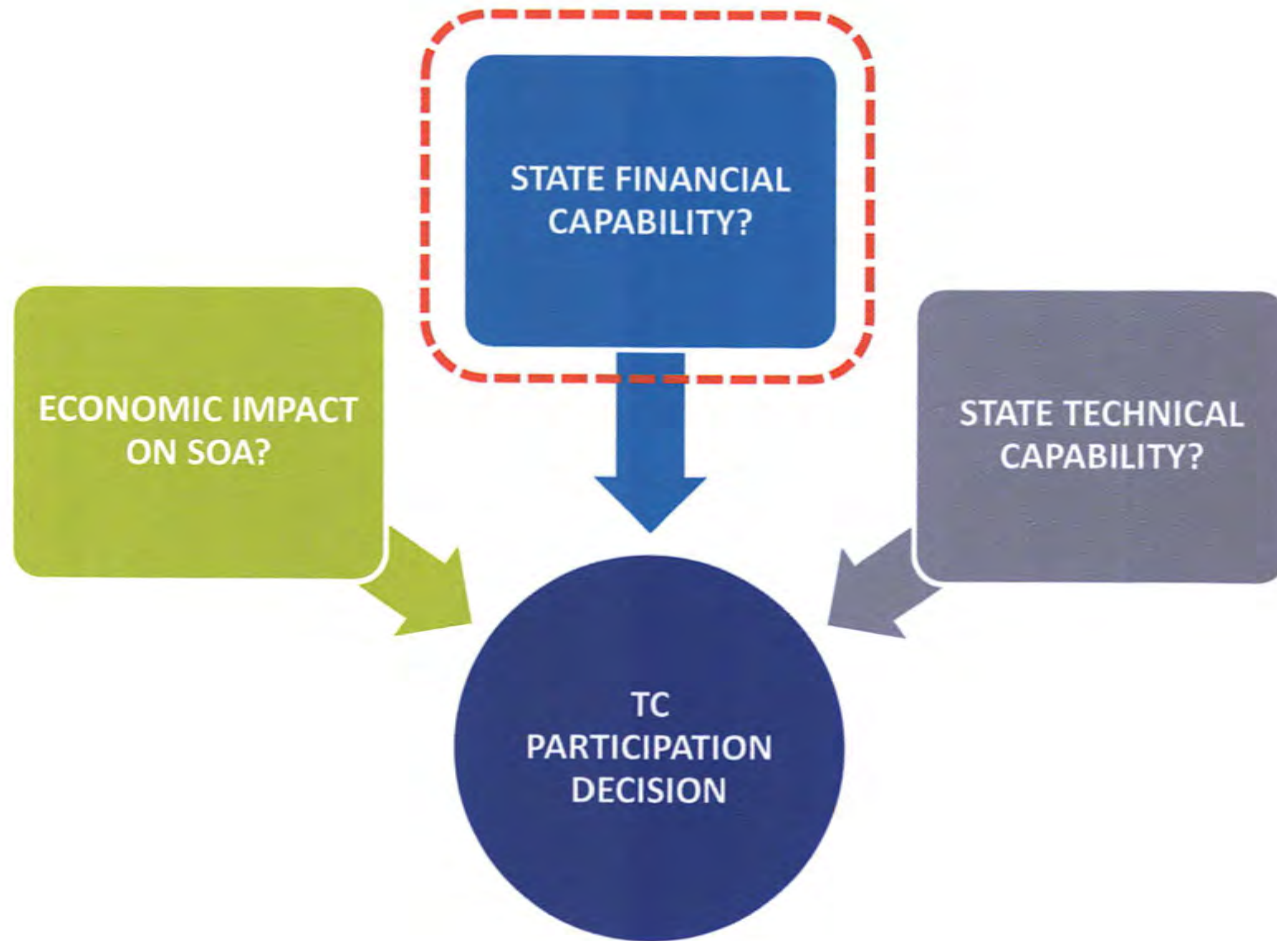 STATE FINANCIAL
CAPABILITY?
ECONOMIC IMPACT
ON SOA?
STATE TECHNICAL
CAPABILITY?
TC
PARTICIPATION
DECISION